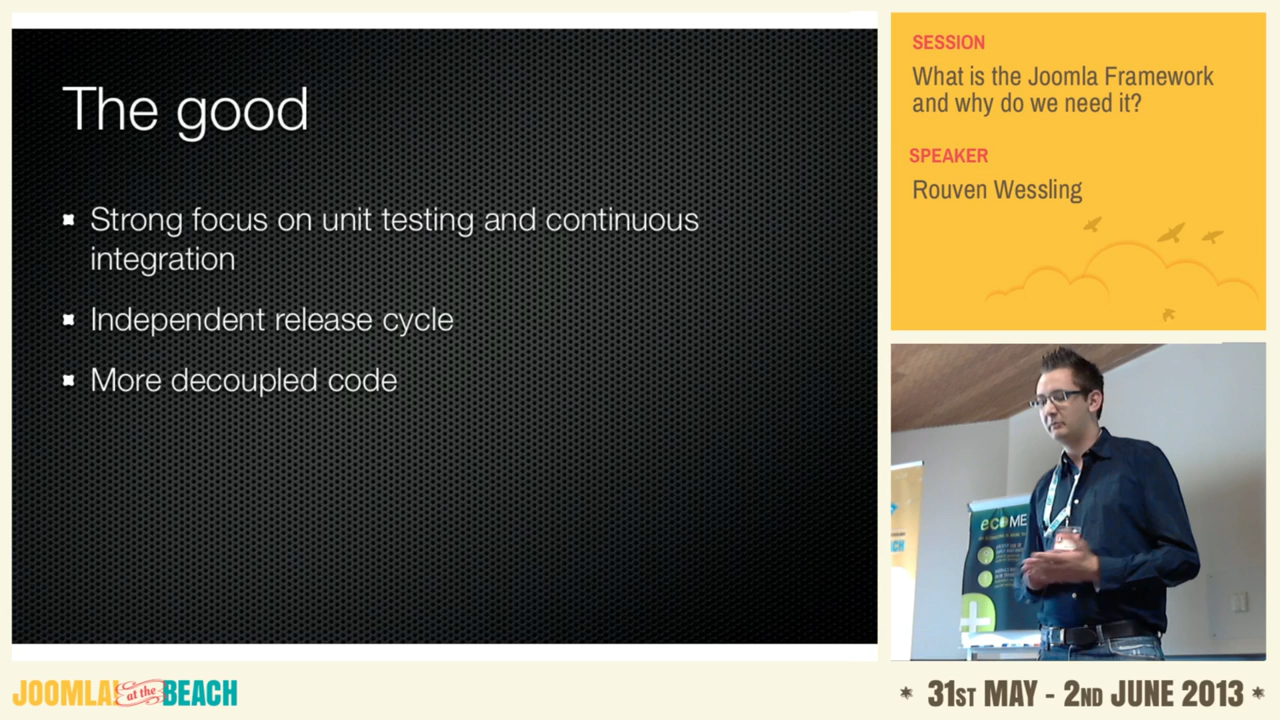 The good
Strong focus on unit testing and continuous
integration
Independent release cycle
More decoupled code
SESSION
What is the Joomla Framework
and why do we need it?
SPEAKER
Rouven Wessling
ecoME
BEACH
JOOMLA! at the BEACH
* 31ST MAY - 2ND JUNE 2013 *